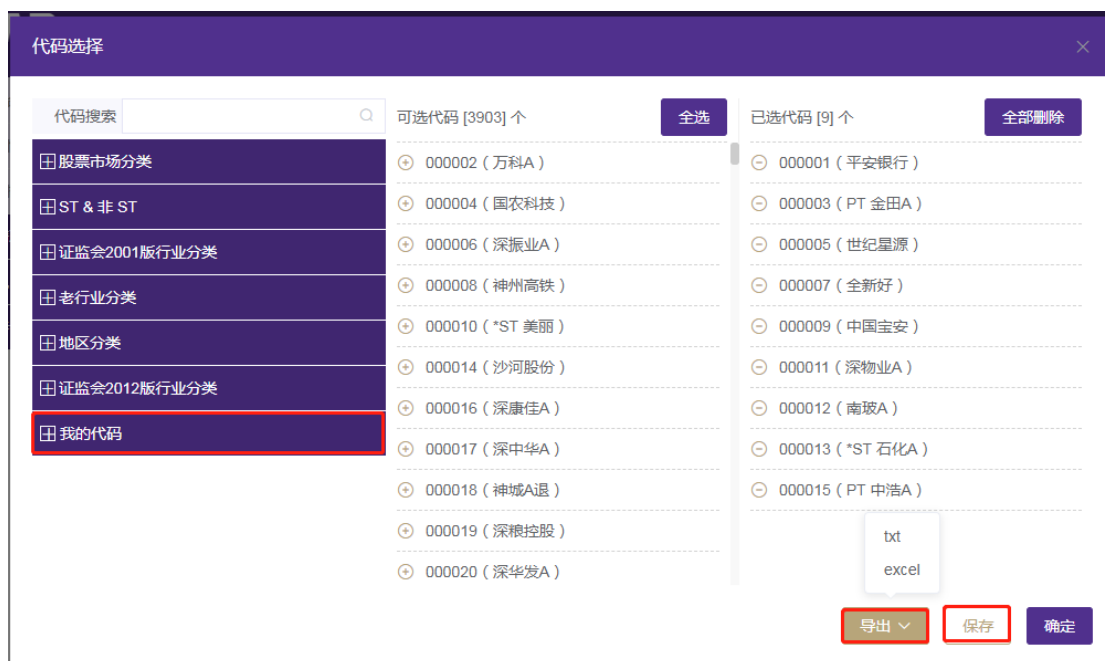 代码选择
代码搜索
股票市场分类
ST & 非 ST
证监会2001版行业分类
老行业分类
地区分类
证监会2012版行业分类
我的代码
可选代码 [3903] 个
全选
000002（万科A）
000004（国农科技）
000006（深振业A）
000008（神州高铁）
000010（*ST 美丽）
000014（沙河股份）
000016（深康佳A）
000017（深中华A）
000018（神城A退）
000019（深粮控股）
000020（深华发A）
已选代码 [9] 个
全部删除
000001（平安银行）
000003（PT 金田A）
000005（世纪星源）
000007（全新好）
000009（中国宝安）
000011（深物业A）
000012（南玻A）
000013（*ST 石化A）
000015（PT 中浩A）
txt
excel
导出
保存
确定